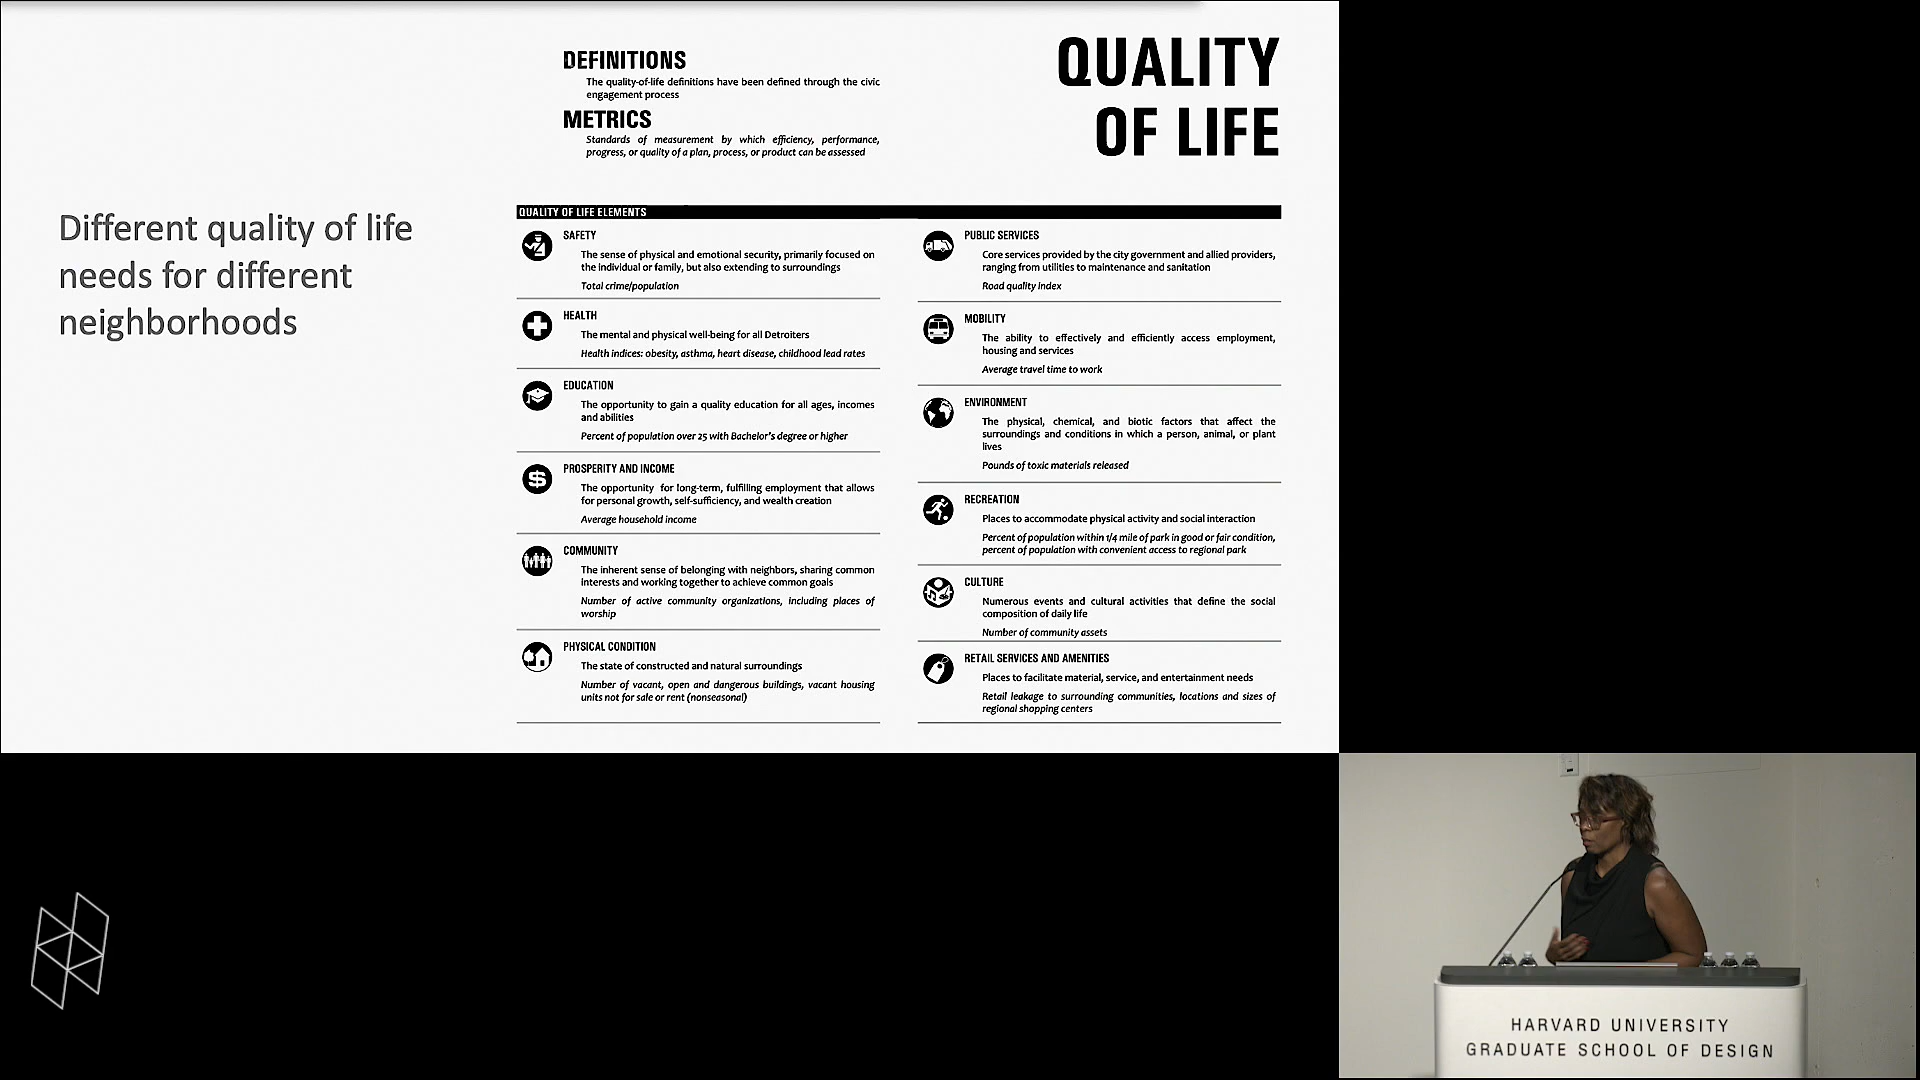 Different quality of life
needs for different
neighborhoods
DEFINITIONS
The quality-of-life definitions have been defined through the civic
engagement process
METRICS
Standards of measurement by which efficiency, performance,
progress, or quality of a plan, process, or product can be assessed
QUALITY
OF LIFE
QUALITY OF LIFE ELEMENTS
SAFETY
The sense of physical and emotional security, primarily focused on
the individual or family, but also extending to surroundings
Total crime/population
HEALTH
The mental and physical well-being for all Detroiters
Health indices: obesity, asthma, heart disease, childhood lead rates
EDUCATION
The opportunity to gain a quality education for all ages, incomes
and abilities
Percent of population over 25 with Bachelor's degree or higher
PROSPERITY AND INCOME
The opportunity for long-term, fulfilling employment that allows
for personal growth, self-sufficiency, and wealth creation
Average household income
COMMUNITY
The inherent sense of belonging with neighbors, sharing common
interests and working together to achieve common goals
Number of active community organizations, including places of
worship
PHYSICAL CONDITION
The state of constructed and natural surroundings
Number of vacant, open and dangerous buildings, vacant housing
units not for sale or rent (nonseasonal)
PUBLIC SERVICES
Core services provided by the city government and allied providers,
ranging from utilities to maintenance and sanitation
Road quality index
MOBILITY
The ability to effectively and efficiently access employment,
housing and services
Average travel time to work
ENVIRONMENT
The physical, chemical, and biotic factors that affect the
surroundings and conditions in which a person, animal, or plant
lives
Pounds of toxic materials released
RECREATION
Places to accommodate physical activity and social interaction
Percent of population within 1/4 mile of park in good or fair condition,
percent of population with convenient access to regional park
CULTURE
Numerous events and cultural activities that define the social
composition of daily life
Number of community assets
RETAIL SERVICES AND AMENITIES
Places to facilitate material, service, and entertainment needs
Retail leakage to surrounding communities, locations and sizes of
regional shopping centers
HARVARD UNIVERSITY
GRADUATE SCHOOL OF DESIGN